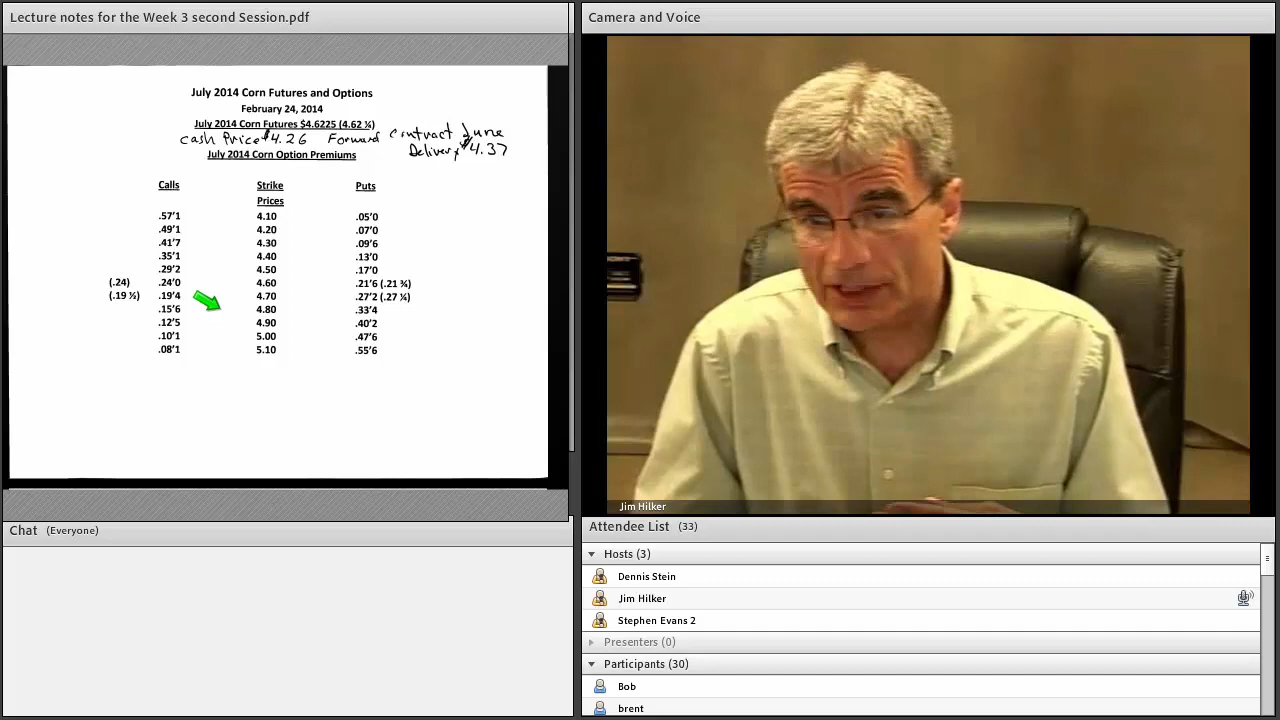 Lecture notes for the Week 3 second Session.pdf
July 2014 Corn Futures and Options
February 24, 2014
July 2014 Corn Futures $4.6225 (4.62 ¼)
cash Price $4.26 Forward contract June
Delivery $4.37
July 2014 Corn Option Premiums
Calls Strike Prices Puts
.57'1 4.10 .05'0
.49'1 4.20 .07'0
.41'7 4.30 .09'6
.35'1 4.40 .13'0
.29'2 4.50 .17'0
(.24) .24'0 4.60 .21'6 (.21 ¾)
(.19 ½) .19'4 4.70 .27'2 (.27 ¼)
.15'6 4.80 .33'4
.12'5 4.90 .40'2
.10'1 5.00 .47'6
.08'1 5.10 .55'6
Chat (Everyone)
Camera and Voice
Jim Hilker
Attendee List (33)
Hosts (3)
Dennis Stein
Jim Hilker
Stephen Evans 2
Presenters (0)
Participants (30)
Bob
brent